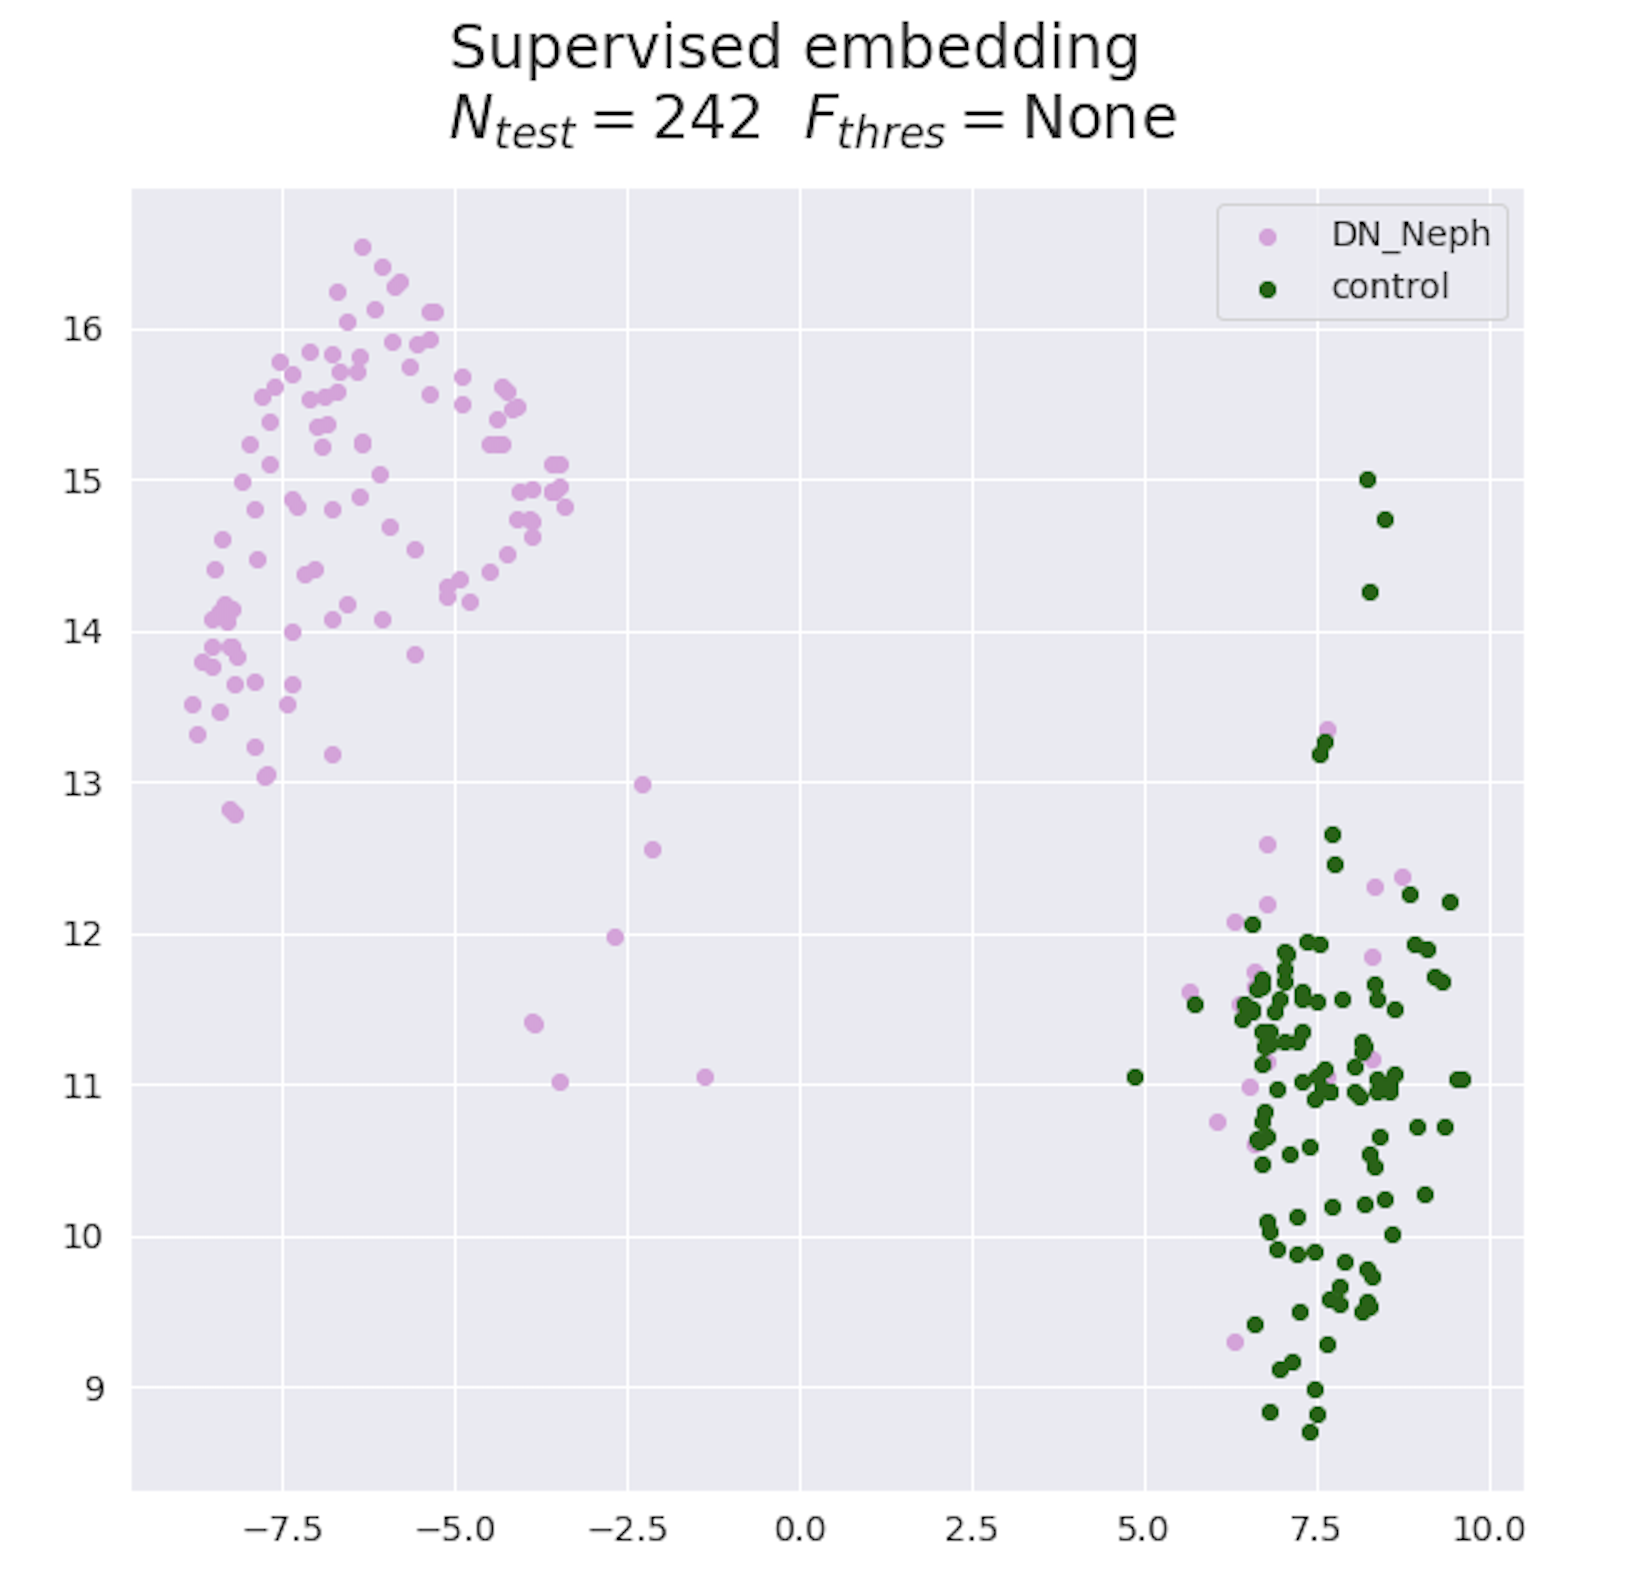 Supervised embedding
N_test = 242 F_thres = None
DN_Neph
control
16
15
14
13
12
11
10
9
−7.5 −5.0 −2.5 0.0 2.5 5.0 7.5 10.0